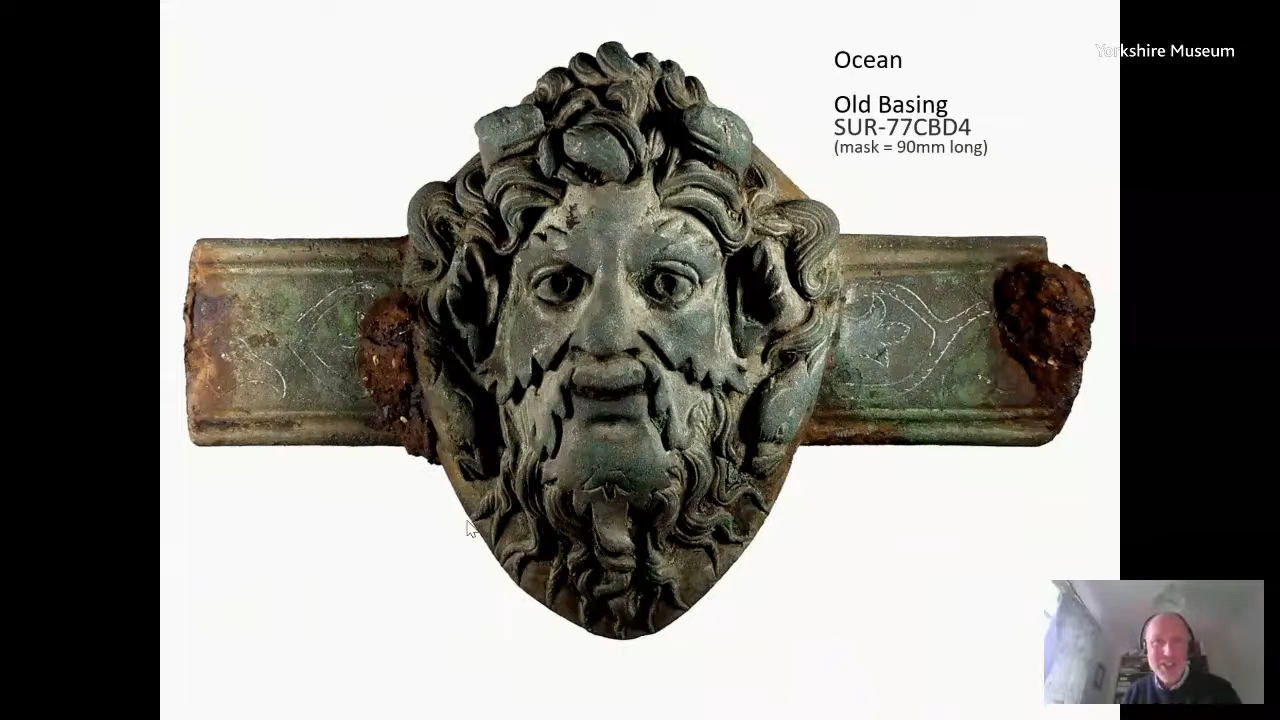 Ocean
Old Basing
SUR-77CBD4
(mask = 90mm long)
Yorkshire Museum